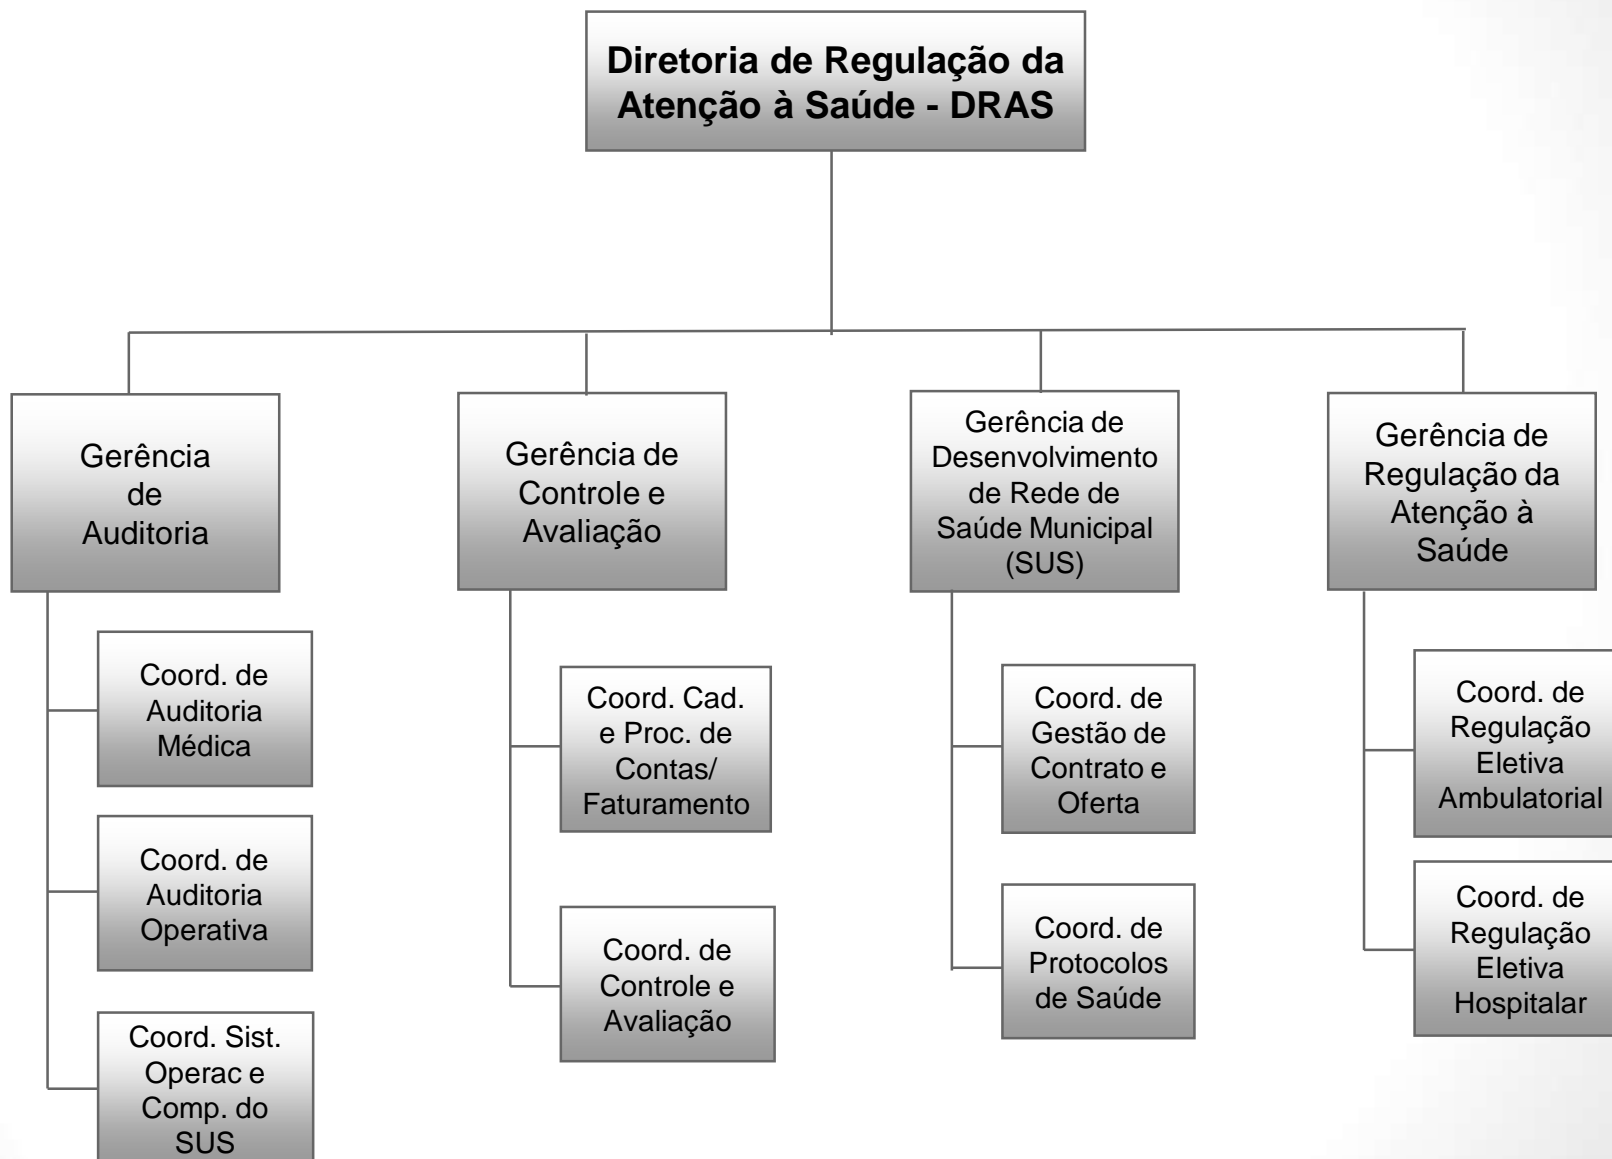 Diretoria de Regulação da
Atenção à Saúde - DRAS
Gerência
de
Auditoria
Gerência de
Controle e
Avaliação
Gerência de
Desenvolvimento
de Rede de
Saúde Municipal
(SUS)
Gerência de
Regulação da
Atenção à
Saúde
Coord. de
Auditoria
Médica
Coord. de
Auditoria
Operativa
Coord. Sist.
Operac e
Comp. do
SUS
Coord. Cad.
e Proc. de
Contas/
Faturamento
Coord. de
Controle e
Avaliação
Coord. de
Gestão de
Contrato e
Oferta
Coord. de
Protocolos
de Saúde
Coord. de
Regulação
Eletiva
Ambulatorial
Coord. de
Regulação
Eletiva
Hospitalar